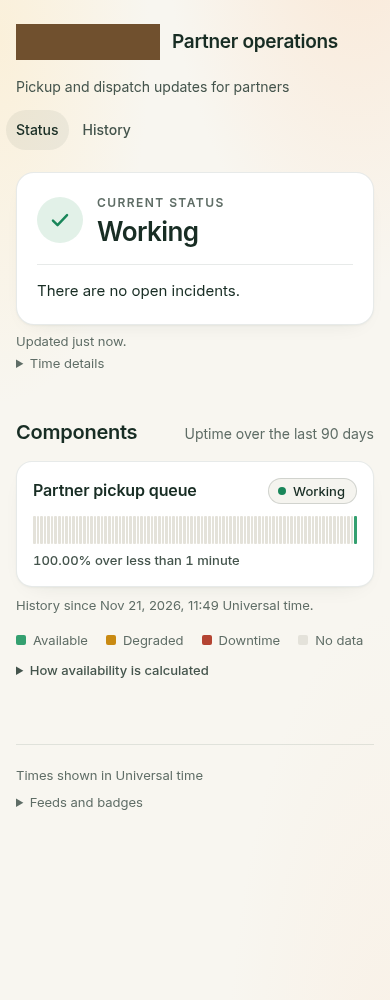 Partner operations
Pickup and dispatch updates for partners
Status
History
CURRENT STATUS
Working
There are no open incidents.
Updated just now.
Time details
Components
Uptime over the last 90 days
Partner pickup queue
Working
100.00% over less than 1 minute
History since Nov 21, 2026, 11:49 Universal time.
Available
Degraded
Downtime
No data
How availability is calculated
Times shown in Universal time
Feeds and badges